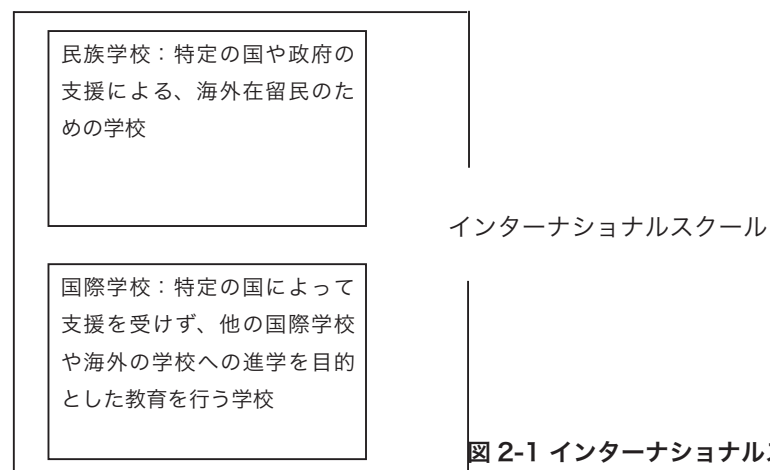 民族学校：特定の国や政府の
支援による、海外在留民のた
めの学校
インターナショナルスクール
国際学校：特定の国によって
支援を受けず、他の国際学校
や海外の学校への進学を目的
とした教育を行う学校
図 2-1 インターナショナル